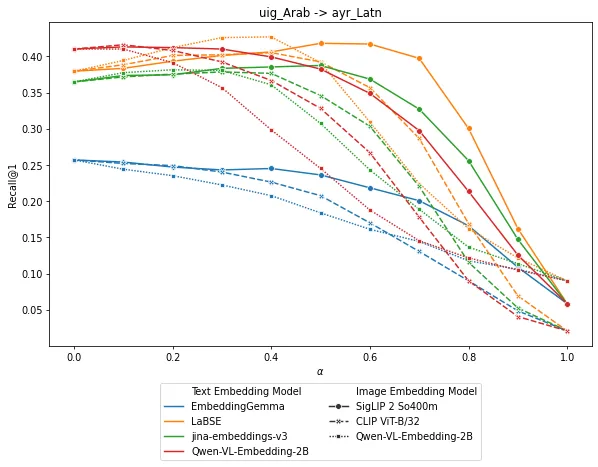 uig_Arab -> ayr_Latn
Recall@1
0.40
0.35
0.30
0.25
0.20
0.15
0.10
0.05
0.0
0.2
0.4
0.6
0.8
1.0
α
Text Embedding Model
EmbeddingGemma
LaBSE
jina-embeddings-v3
Qwen-VL-Embedding-2B
Image Embedding Model
SigLIP 2 So400m
CLIP ViT-B/32
Qwen-VL-Embedding-2B